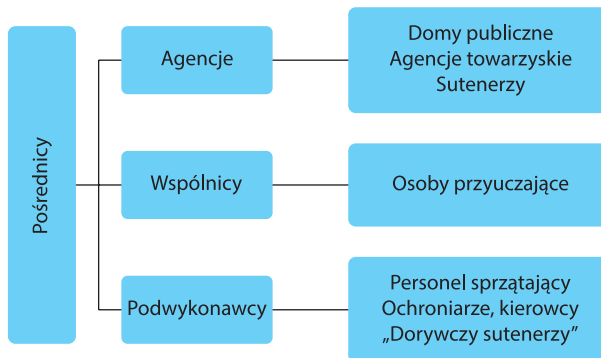 Pośrednicy
Agencje
Domy publiczne
Agencje towarzyskie
Sutenerzy
Wspólnicy
Osoby przyuczające
Podwykonawcy
Personel sprzątający
Ochroniarze, kierowcy
„Dorywczy sutenerzy”